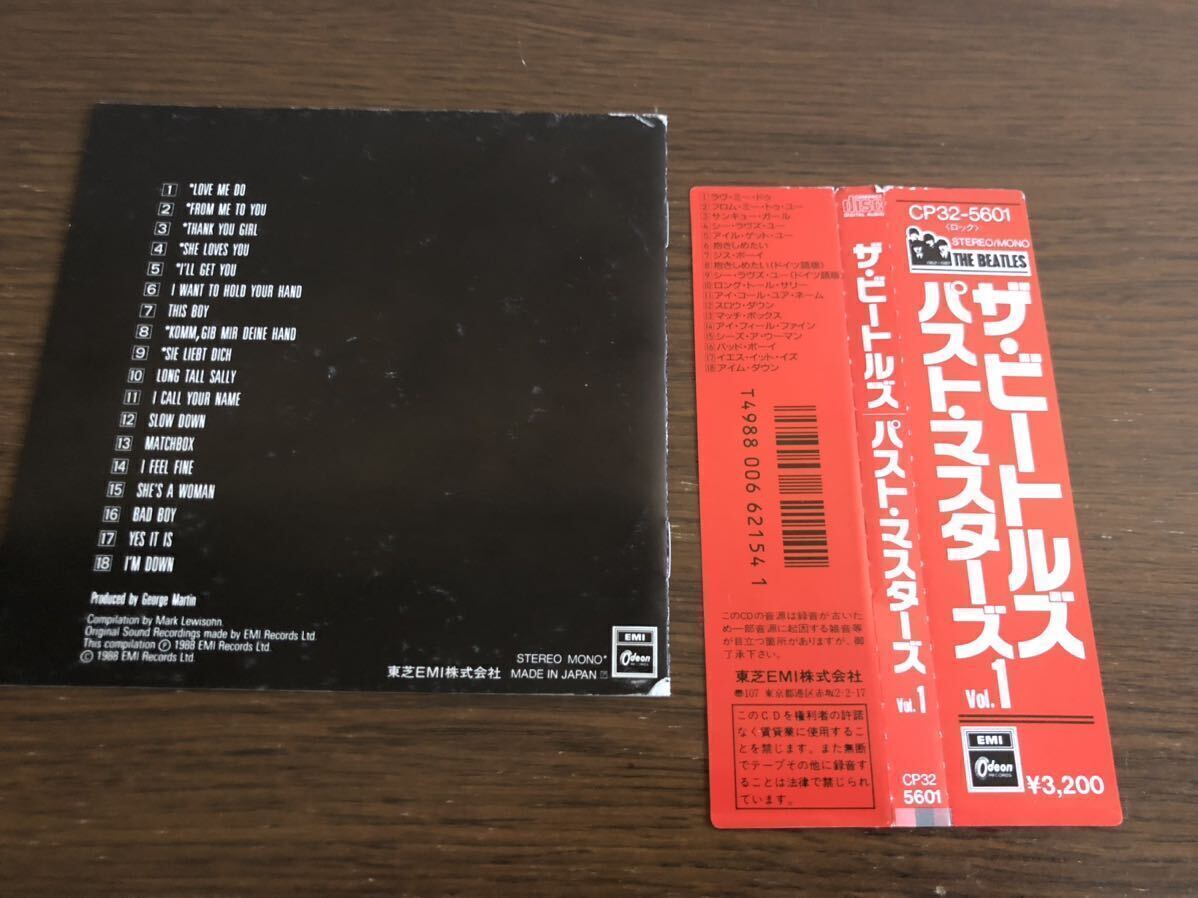 1 *LOVE ME DO
2 *FROM ME TO YOU
3 *THANK YOU GIRL
4 *SHE LOVES YOU
5 *I'LL GET YOU
6 I WANT TO HOLD YOUR HAND
7 THIS BOY
8 *KOMM, GIB MIR DEINE HAND
9 *SIE LIEBT DICH
10 LONG TALL SALLY
11 I CALL YOUR NAME
12 SLOW DOWN
13 MATCHBOX
14 I FEEL FINE
15 SHE'S A WOMAN
16 BAD BOY
17 YES IT IS
18 I'M DOWN
Produced by George Martin
Compilation by Mark Lewisohn.
Original Sound Recordings made by EMI Records Ltd.
This compilation Ⓟ 1988 EMI Records Ltd.
© 1988 EMI Records Ltd.
STEREO MONO*
東芝EMI株式会社 MADE IN JAPAN
EMI
Odeon
1 ラヴ・ミー・ドゥ
2 フロム・ミー・トゥ・ユー
3 サンキュー・ガール
4 シー・ラヴズ・ユー
5 アイル・ゲット・ユー
6 抱きしめたい
7 ジス・ボーイ
8 抱きしめたい(ドイツ語版)
9 シー・ラヴズ・ユー(ドイツ語版)
10 ロング・トール・サリー
11 アイ・コール・ユア・ネーム
12 スロウ・ダウン
13 マッチ・ボックス
14 アイ・フィール・ファイン
15 シーズ・ア・ウーマン
16 バッド・ボーイ
17 イエス・イット・イズ
18 アイム・ダウン
T4988 006 62154 1
このCDの音源は録音が古いた
め一部音源に起因する雑音等
が目立つ箇所がありますが、御
了承下さい。
東芝EMI株式会社
〠107 東京都港区赤坂2-2-17
このCDを権利者の許諾
なく賃貸業に使用するこ
とを禁じます。また無断
でテープその他に録音す
ることは法律で禁じられ
ています。
COMPACT
disc
DIGITAL AUDIO
ザ・ビートルズ/パスト・マスターズ Vol.1
CP32
5601
CP32-5601
〈ロック〉
STEREO/MONO
THE BEATLES
ザ・ビートルズ
パスト・マスターズ Vol.1
EMI
Odeon
RECORDS
¥3,200